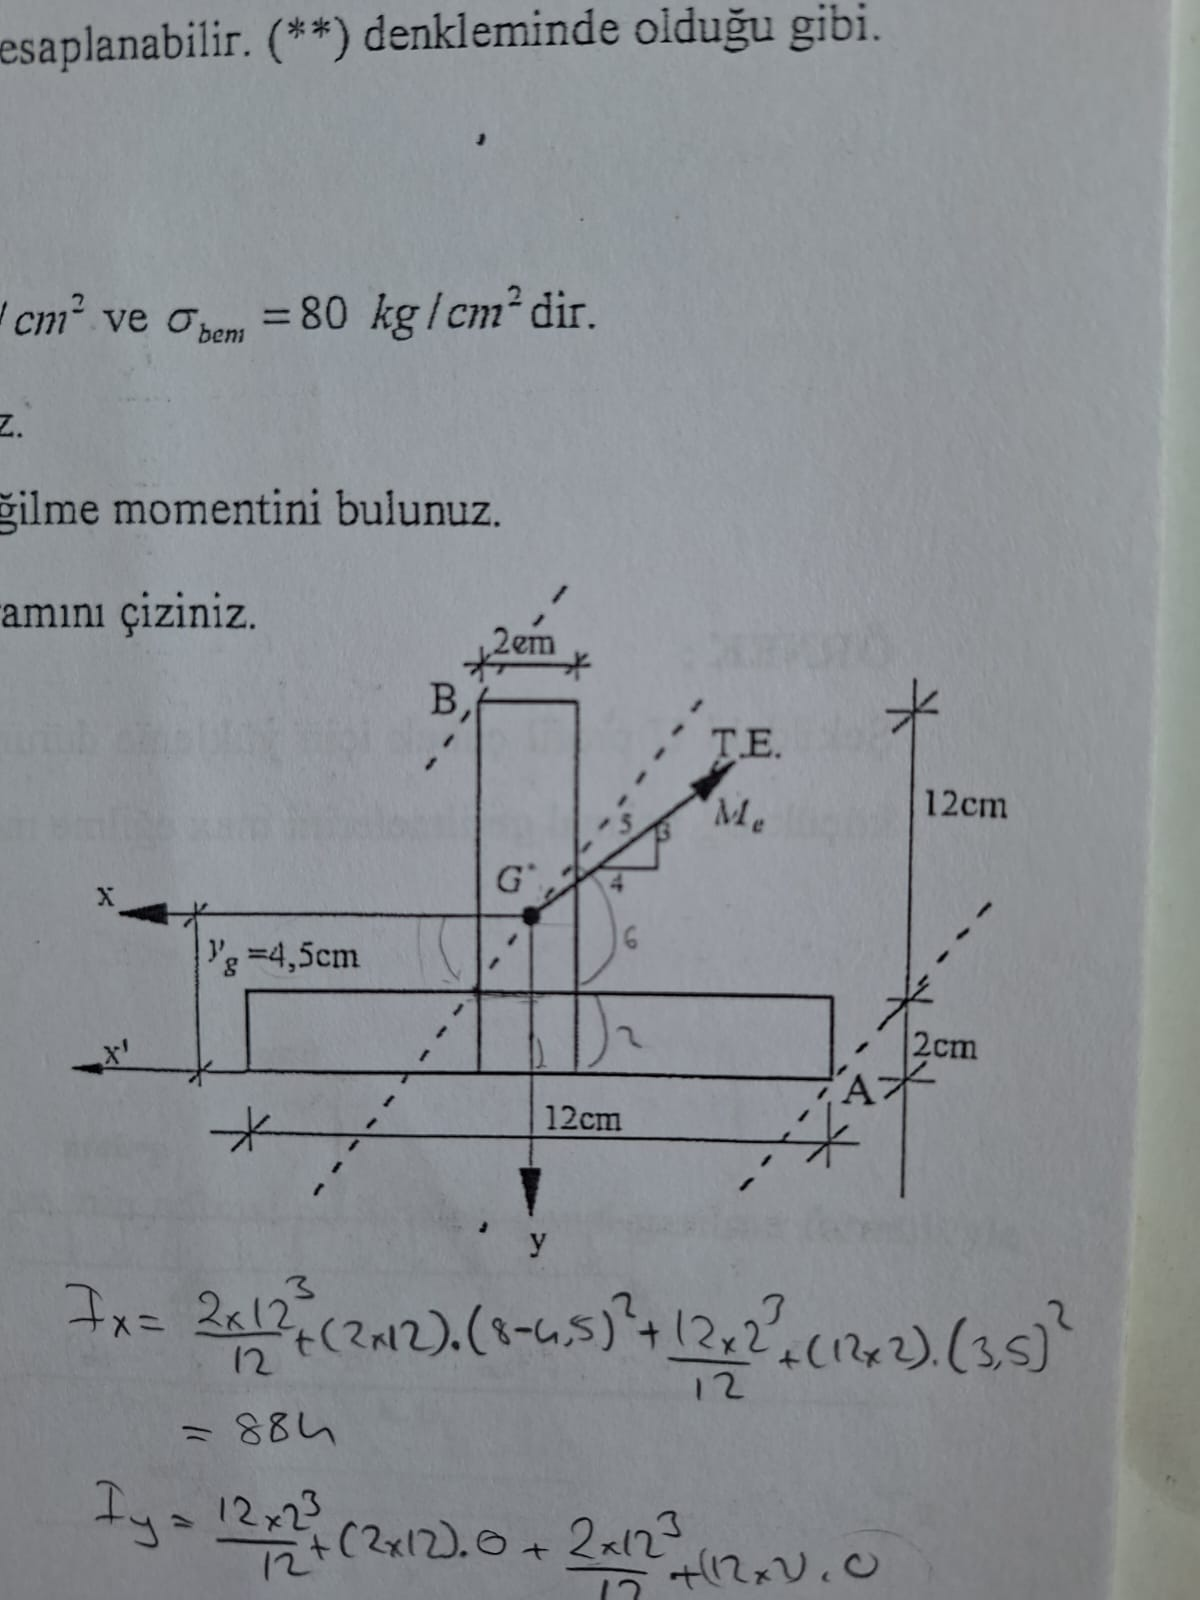 esaplanabilir. (**) denkleminde olduğu gibi.
/cm² ve σbem = 80 kg/cm² dir.
z.
ğilme momentini bulunuz.
amını çiziniz.
2cm
B
T.E.
Me
12cm
5
3
4
G
x
yg =4,5cm
6
x'
2
2cm
A
12cm
y
Ix = 2x12³/12 + (2x12).(8-4,5)² + 12x2³/12 + (12x2).(3,5)²
= 884
Iy = 12x2³/12 + (2x12).0 + 2x12³/12 + (12x2).0